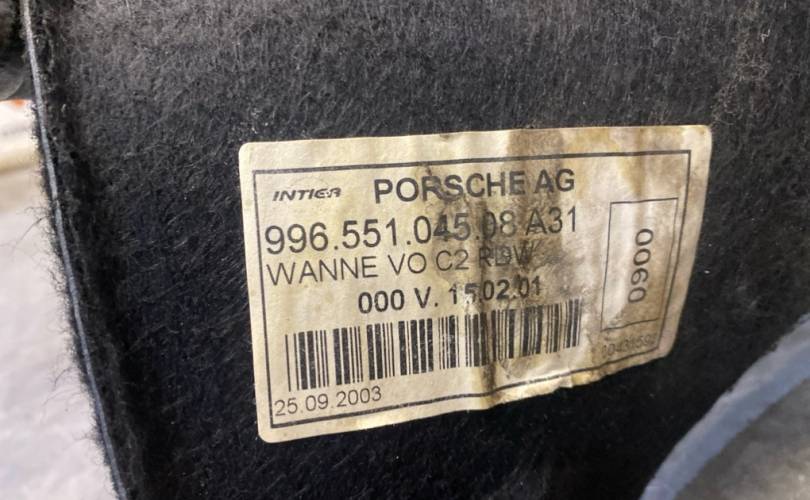 INTIER PORSCHE AG
996.551.045.08 A31
WANNE VO C2 RDW
000 V. 15.02.01
0900
25.09.2003